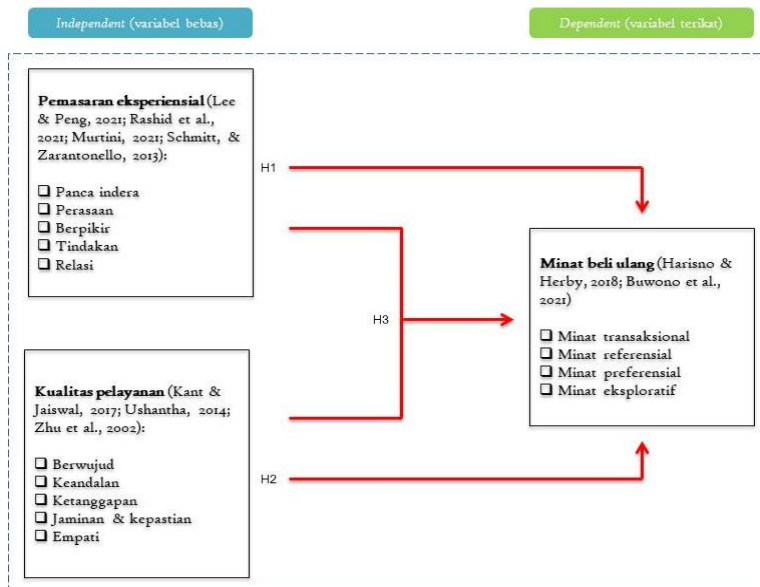 Independent (variabel bebas)
Dependent (variabel terikat)
Pemasaran eksperiensial (Lee
& Peng, 2021; Rashid et al.,
2021; Murtini, 2021; Schmitt, &
Zarantonello, 2013):
Panca indera
Perasaan
Berpikir
Tindakan
Relasi
H1
H3
Minat beli ulang (Harisno &
Herby, 2018; Buwono et al.,
2021)
Minat transaksional
Minat referensial
Minat preferensial
Minat eksploratif
Kualitas pelayanan (Kant &
Jaiswal, 2017; Ushantha, 2014;
Zhu et al., 2002):
Berwujud
Keandalan
Ketanggapan
Jaminan & kepastian
Empati
H2